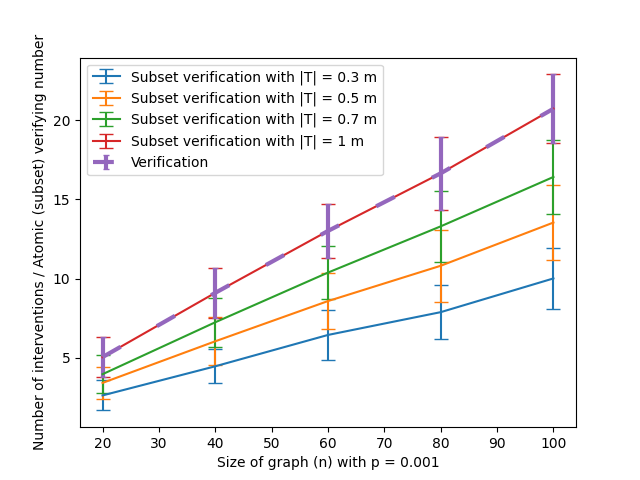 Number of interventions / Atomic (subset) verifying number
20
15
10
5
Subset verification with |T| = 0.3 m
Subset verification with |T| = 0.5 m
Subset verification with |T| = 0.7 m
Subset verification with |T| = 1 m
Verification
20 30 40 50 60 70 80 90 100
Size of graph (n) with p = 0.001